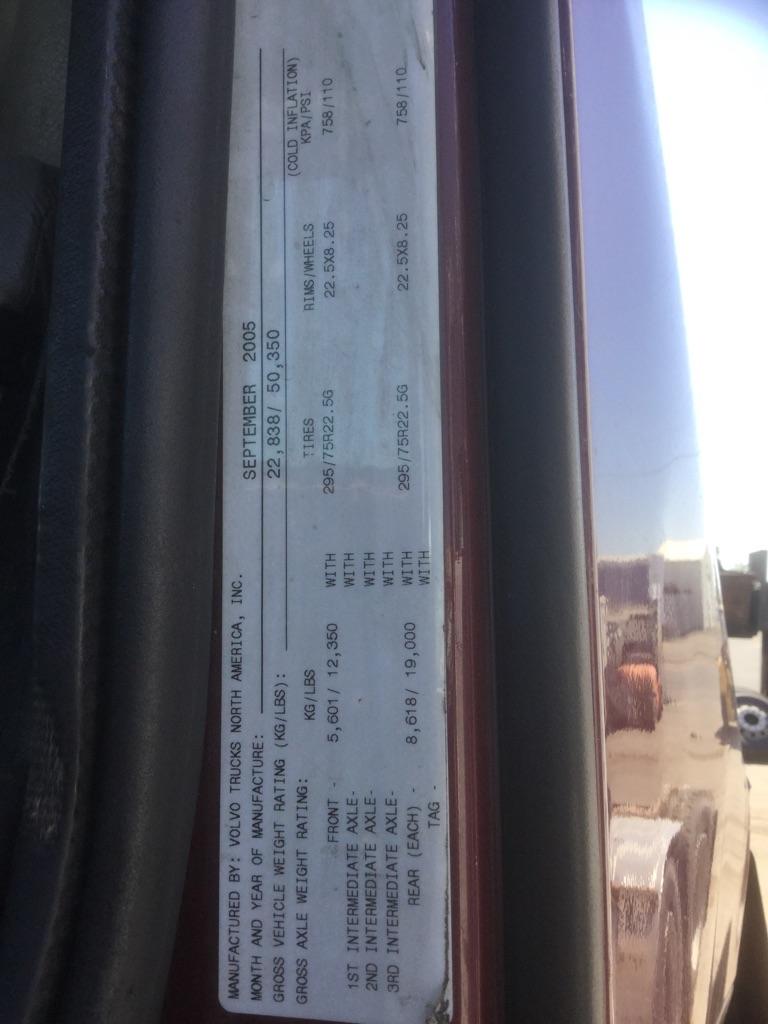 MANUFACTURED BY: VOLVO TRUCKS NORTH AMERICA, INC.
MONTH AND YEAR OF MANUFACTURE: SEPTEMBER 2005
GROSS VEHICLE WEIGHT RATING (KG/LBS): 22,838/ 50,350
GROSS AXLE WEIGHT RATING: (COLD INFLATION)
KG/LBS TIRES RIMS/WHEELS KPA/PSI
FRONT - 5,601/ 12,350 WITH 295/75R22.5G 22.5X8.25 758/110
1ST INTERMEDIATE AXLE- WITH
2ND INTERMEDIATE AXLE- WITH
3RD INTERMEDIATE AXLE- WITH
REAR (EACH) - 8,618/ 19,000 WITH 295/75R22.5G 22.5X8.25 758/110
TAG - WITH